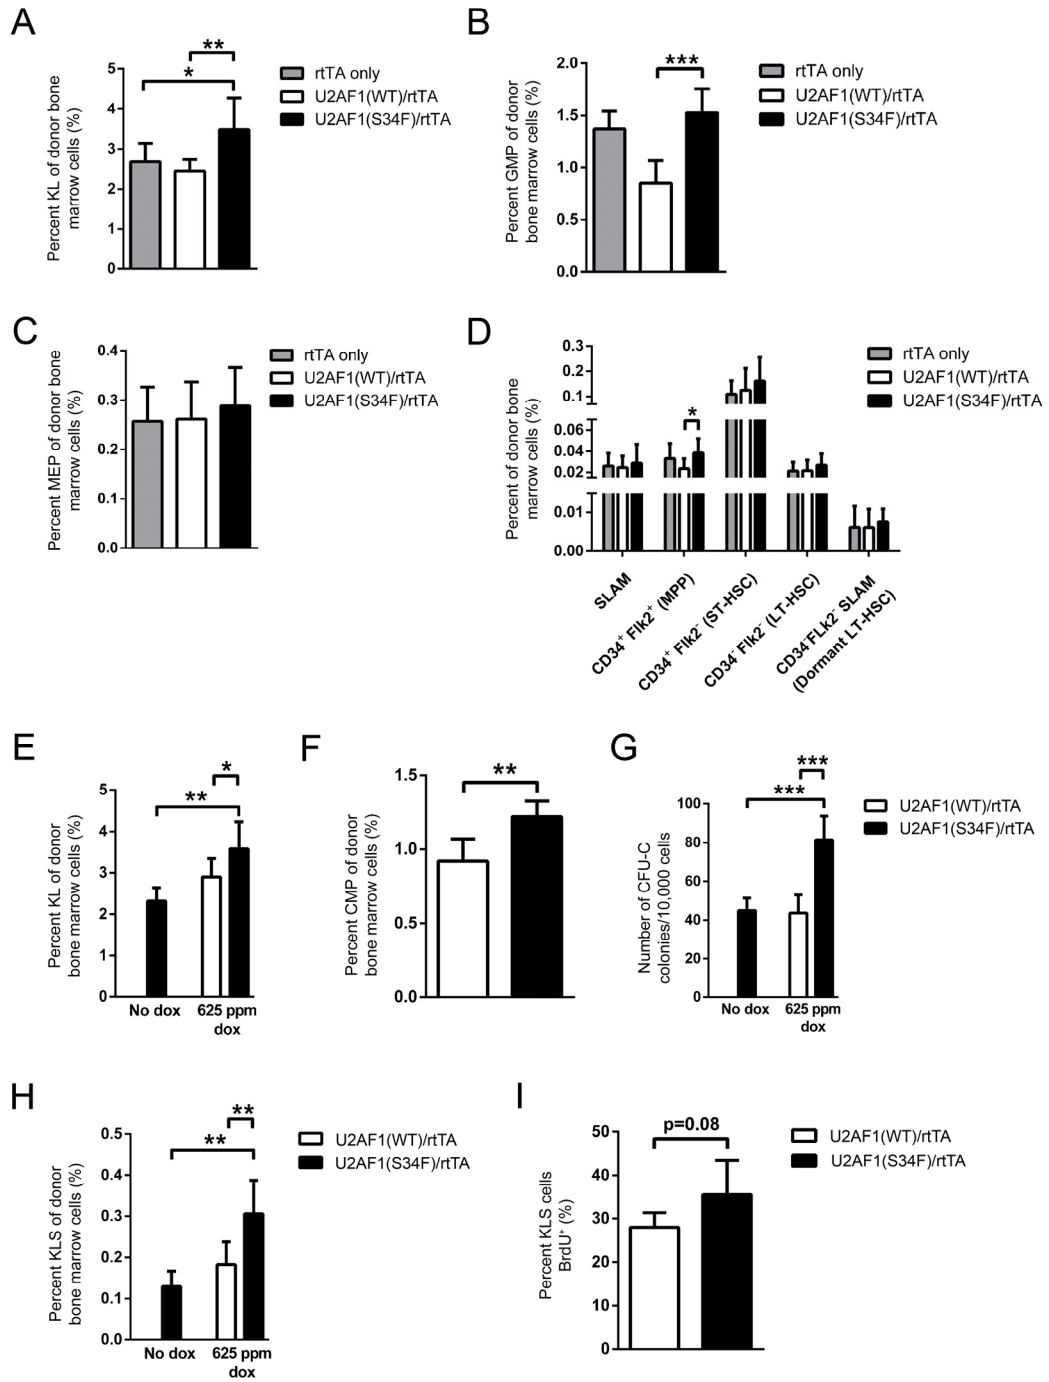 A
Percent KL of donor bone
marrow cells (%)
5
4
3
2
1
0
*
**
rtTA only
U2AF1(WT)/rtTA
U2AF1(S34F)/rtTA
B
Percent GMP of donor
bone marrow cells (%)
2.0
1.5
1.0
0.5
0.0
***
rtTA only
U2AF1(WT)/rtTA
U2AF1(S34F)/rtTA
C
Percent MEP of donor bone
marrow cells (%)
0.4
0.3
0.2
0.1
0.0
rtTA only
U2AF1(WT)/rtTA
U2AF1(S34F)/rtTA
D
Percent of donor bone
marrow cells (%)
0.3
0.2
0.1
0.06
0.04
0.02
0.01
0.00
*
rtTA only
U2AF1(WT)/rtTA
U2AF1(S34F)/rtTA
SLAM
CD34⁺ Flk2⁺ (MPP)
CD34⁺ Flk2⁻ (ST-HSC)
CD34⁻ Flk2⁻ (LT-HSC)
CD34⁻FLk2⁻ SLAM
(Dormant LT-HSC)
E
Percent KL of donor
bone marrow cells (%)
5
4
3
2
1
0
**
*
No dox
625 ppm
dox
F
Percent CMP of donor
bone marrow cells (%)
1.5
1.0
0.5
0.0
**
G
Number of CFU-C
colonies/10,000 cells
100
80
60
40
20
0
***
***
No dox
625 ppm
dox
U2AF1(WT)/rtTA
U2AF1(S34F)/rtTA
H
Percent KLS of donor
bone marrow cells (%)
0.5
0.4
0.3
0.2
0.1
0.0
**
**
No dox
625 ppm
dox
U2AF1(WT)/rtTA
U2AF1(S34F)/rtTA
I
Percent KLS cells
BrdU⁺ (%)
50
40
30
20
10
0
p=0.08
U2AF1(WT)/rtTA
U2AF1(S34F)/rtTA